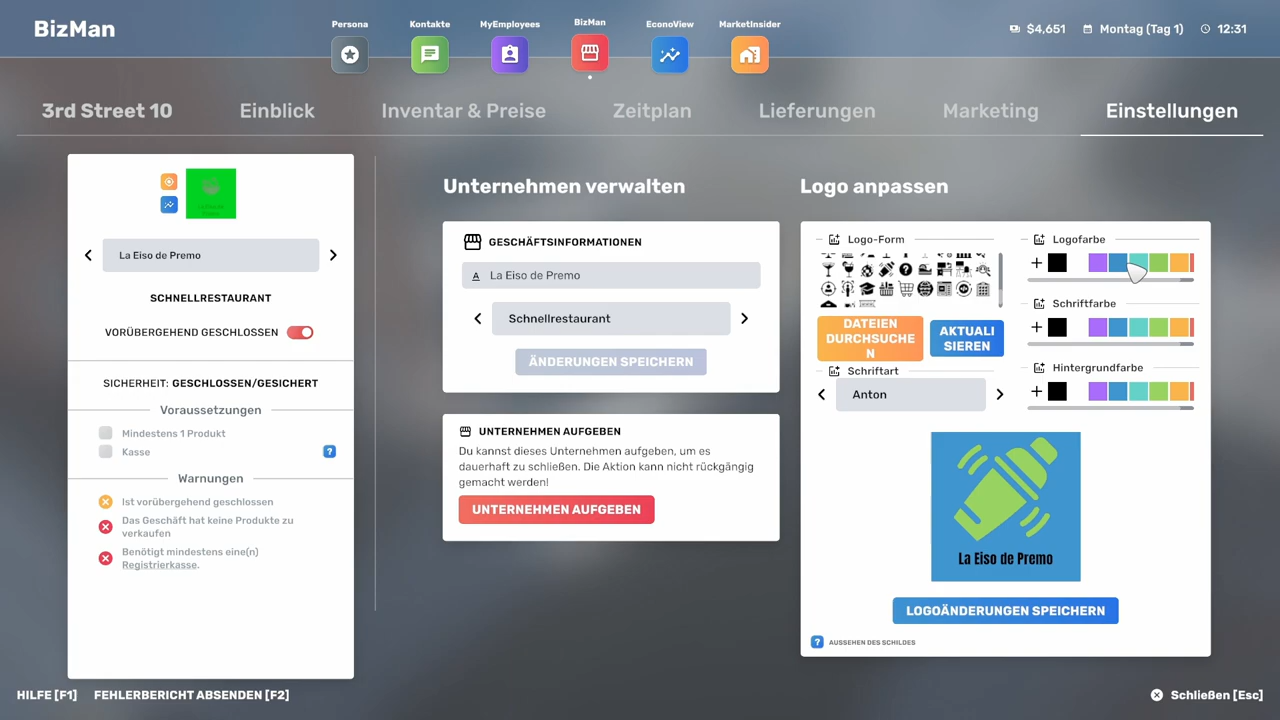 BizMan
Persona
Kontakte
MyEmployees
BizMan
EconoView
MarketInsider
$4,651
Montag (Tag 1)
12:31
3rd Street 10
Einblick
Inventar & Preise
Zeitplan
Lieferungen
Marketing
Einstellungen
La Eiso de Premo
SCHNELLRESTAURANT
VORÜBERGEHEND GESCHLOSSEN
SICHERHEIT: GESCHLOSSEN/GESICHERT
Voraussetzungen
Mindestens 1 Produkt
Kasse
?
Warnungen
Ist vorübergehend geschlossen
Das Geschäft hat keine Produkte zu
verkaufen
Benötigt mindestens eine(n)
Registrierkasse.
Unternehmen verwalten
GESCHÄFTSINFORMATIONEN
La Eiso de Premo
Schnellrestaurant
ÄNDERUNGEN SPEICHERN
UNTERNEHMEN AUFGEBEN
Du kannst dieses Unternehmen aufgeben, um es
dauerhaft zu schließen. Die Aktion kann nicht rückgängig
gemacht werden!
UNTERNEHMEN AUFGEBEN
Logo anpassen
Logo-Form
DATEIEN
DURCHSUCHE
N
AKTUALI
SIEREN
Schriftart
Anton
Logofarbe
Schriftfarbe
Hintergrundfarbe
La Eiso de Premo
LOGOÄNDERUNGEN SPEICHERN
? AUSSEHEN DES SCHILDES
HILFE [F1]
FEHLERBERICHT ABSENDEN [F2]
Schließen [Esc]